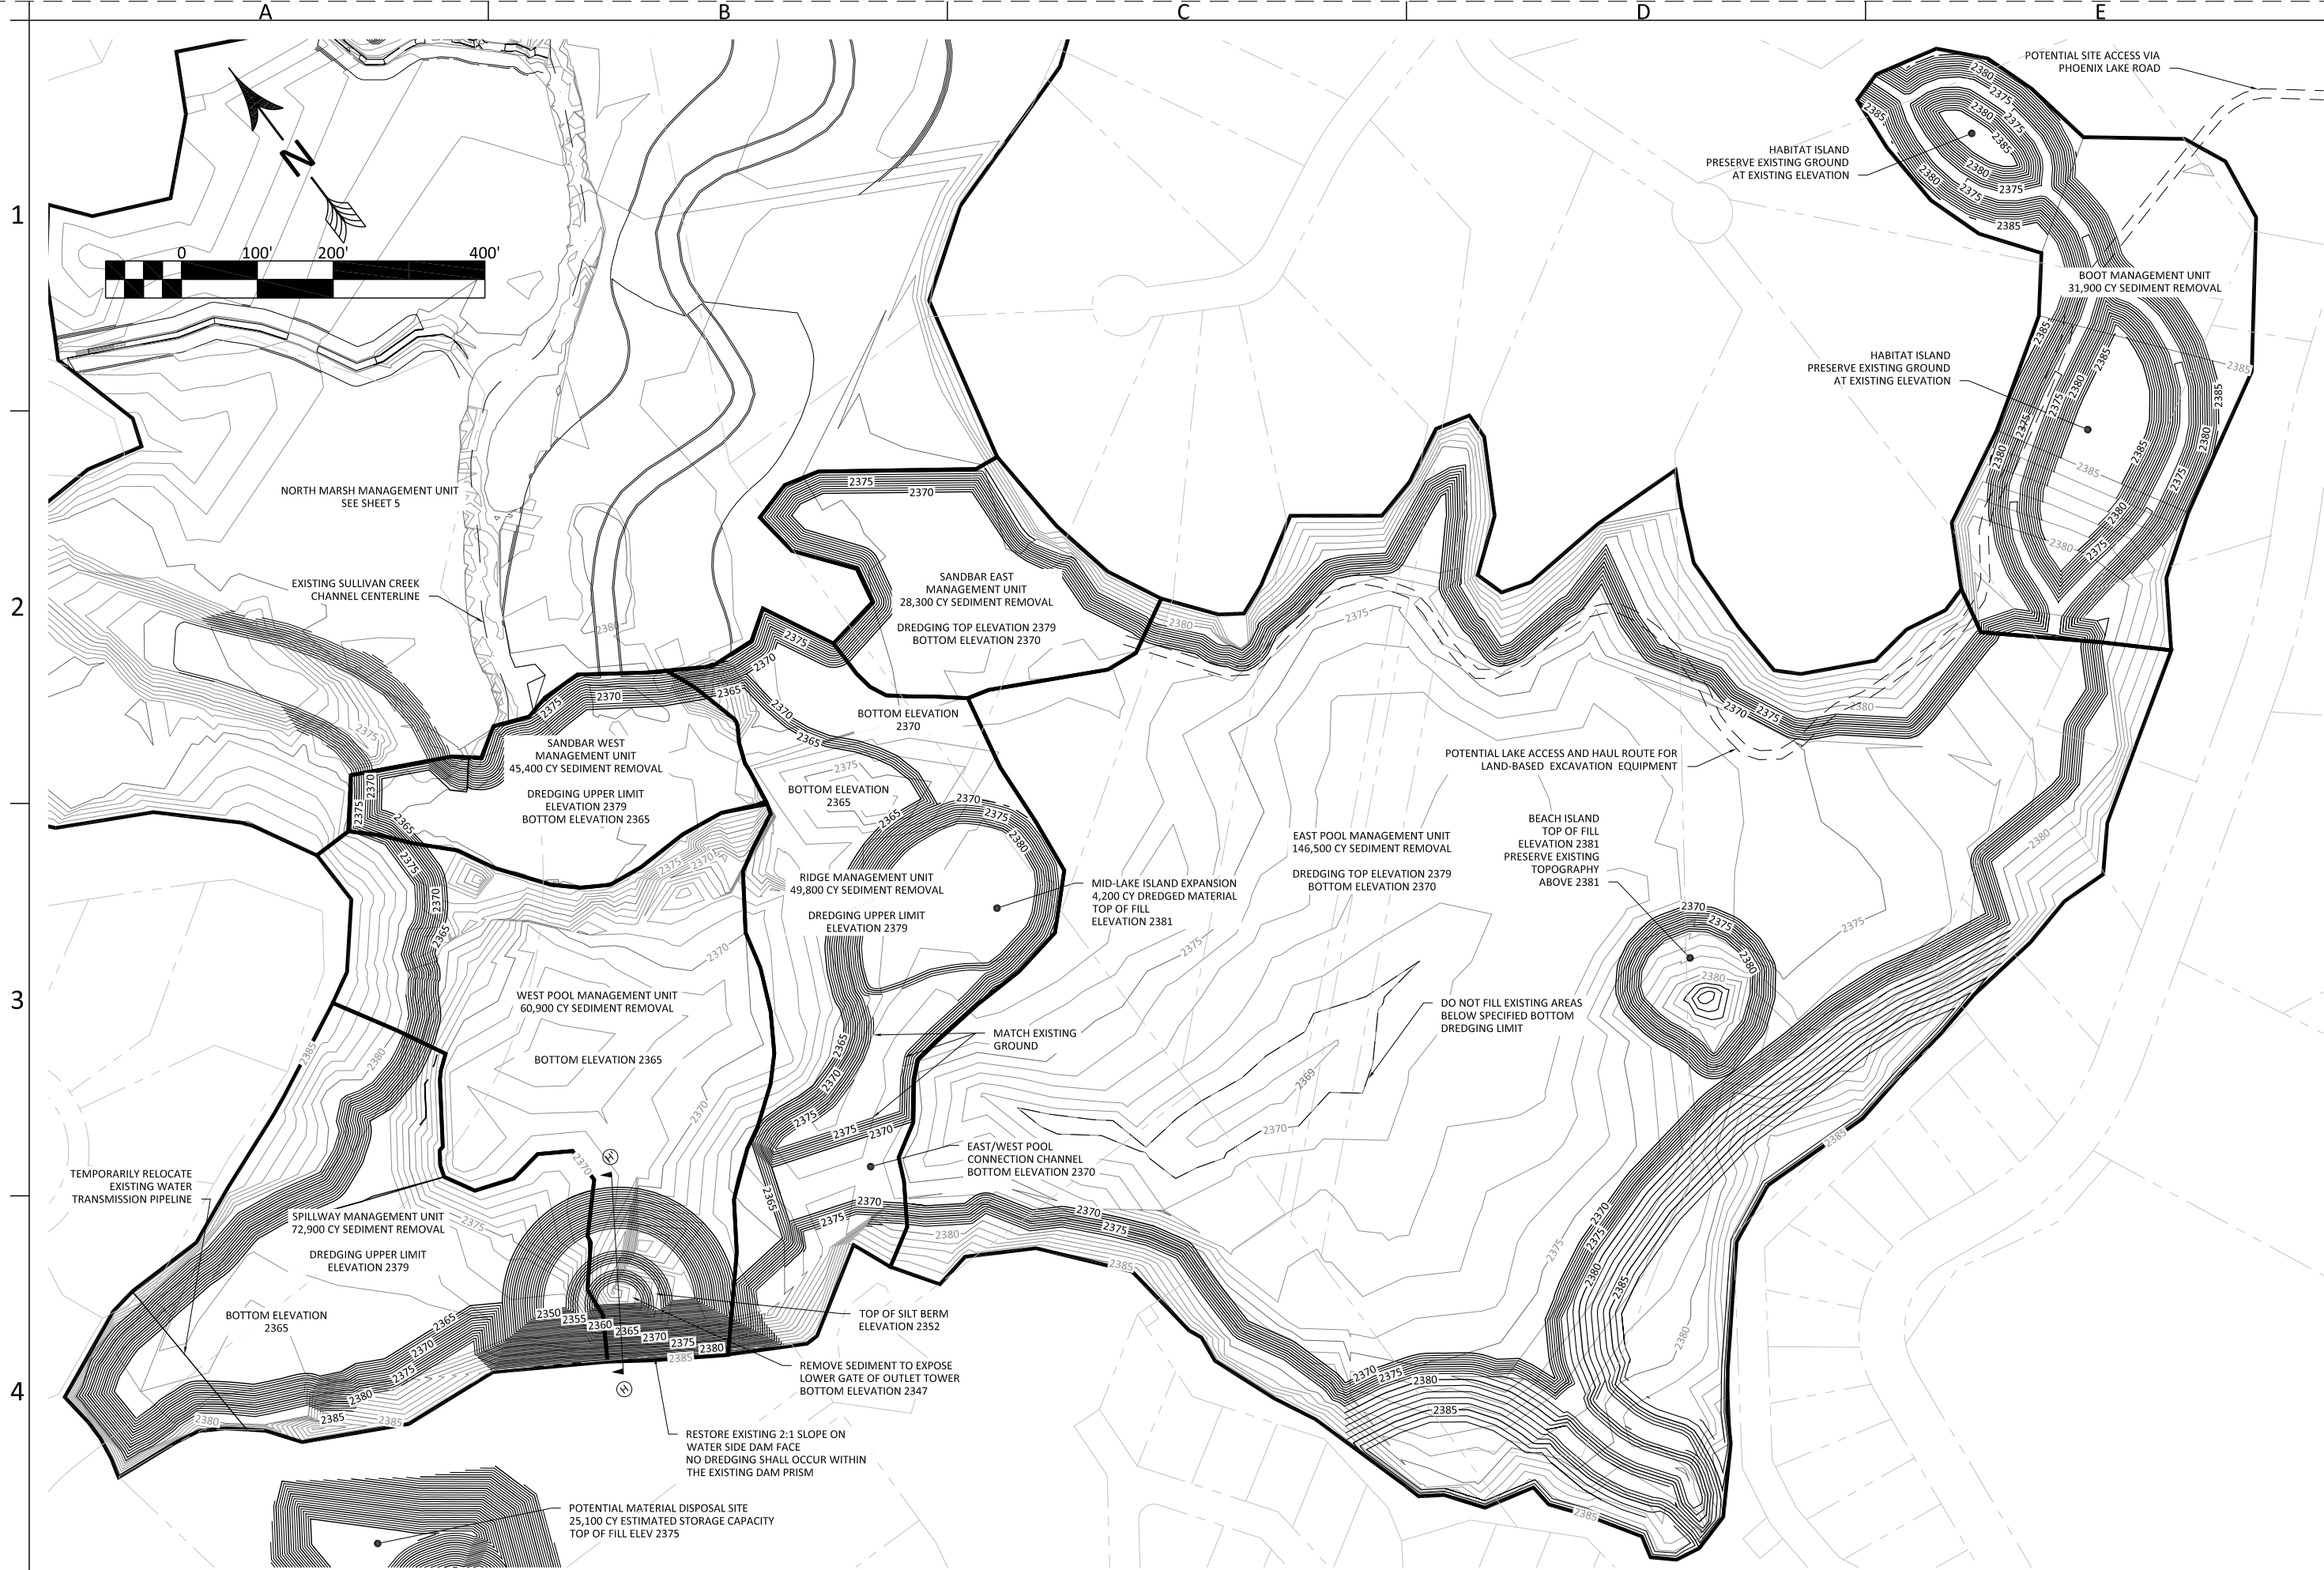 A
B
C
D
E
1
2
3
4
N
0
100'
200'
400'
POTENTIAL SITE ACCESS VIA
PHOENIX LAKE ROAD
HABITAT ISLAND
PRESERVE EXISTING GROUND
AT EXISTING ELEVATION
BOOT MANAGEMENT UNIT
31,900 CY SEDIMENT REMOVAL
HABITAT ISLAND
PRESERVE EXISTING GROUND
AT EXISTING ELEVATION
NORTH MARSH MANAGEMENT UNIT
SEE SHEET 5
EXISTING SULLIVAN CREEK
CHANNEL CENTERLINE
SANDBAR EAST
MANAGEMENT UNIT
28,300 CY SEDIMENT REMOVAL
DREDGING TOP ELEVATION 2379
BOTTOM ELEVATION 2370
BOTTOM ELEVATION
2370
SANDBAR WEST
MANAGEMENT UNIT
45,400 CY SEDIMENT REMOVAL
DREDGING UPPER LIMIT
ELEVATION 2379
BOTTOM ELEVATION 2365
BOTTOM ELEVATION
2365
POTENTIAL LAKE ACCESS AND HAUL ROUTE FOR
LAND-BASED EXCAVATION EQUIPMENT
BEACH ISLAND
TOP OF FILL
ELEVATION 2381
PRESERVE EXISTING
TOPOGRAPHY
ABOVE 2381
EAST POOL MANAGEMENT UNIT
146,500 CY SEDIMENT REMOVAL
DREDGING TOP ELEVATION 2379
BOTTOM ELEVATION 2370
RIDGE MANAGEMENT UNIT
49,800 CY SEDIMENT REMOVAL
DREDGING UPPER LIMIT
ELEVATION 2379
MID-LAKE ISLAND EXPANSION
4,200 CY DREDGED MATERIAL
TOP OF FILL
ELEVATION 2381
WEST POOL MANAGEMENT UNIT
60,900 CY SEDIMENT REMOVAL
BOTTOM ELEVATION 2365
MATCH EXISTING
GROUND
DO NOT FILL EXISTING AREAS
BELOW SPECIFIED BOTTOM
DREDGING LIMIT
EAST/WEST POOL
CONNECTION CHANNEL
BOTTOM ELEVATION 2370
TEMPORARILY RELOCATE
EXISTING WATER
TRANSMISSION PIPELINE
SPILLWAY MANAGEMENT UNIT
72,900 CY SEDIMENT REMOVAL
DREDGING UPPER LIMIT
ELEVATION 2379
BOTTOM ELEVATION
2365
H
H
TOP OF SILT BERM
ELEVATION 2352
REMOVE SEDIMENT TO EXPOSE
LOWER GATE OF OUTLET TOWER
BOTTOM ELEVATION 2347
RESTORE EXISTING 2:1 SLOPE ON
WATER SIDE DAM FACE
NO DREDGING SHALL OCCUR WITHIN
THE EXISTING DAM PRISM
POTENTIAL MATERIAL DISPOSAL SITE
25,100 CY ESTIMATED STORAGE CAPACITY
TOP OF FILL ELEV 2375
2350
2355
2360
2365
2370
2375
2380
2385
2369